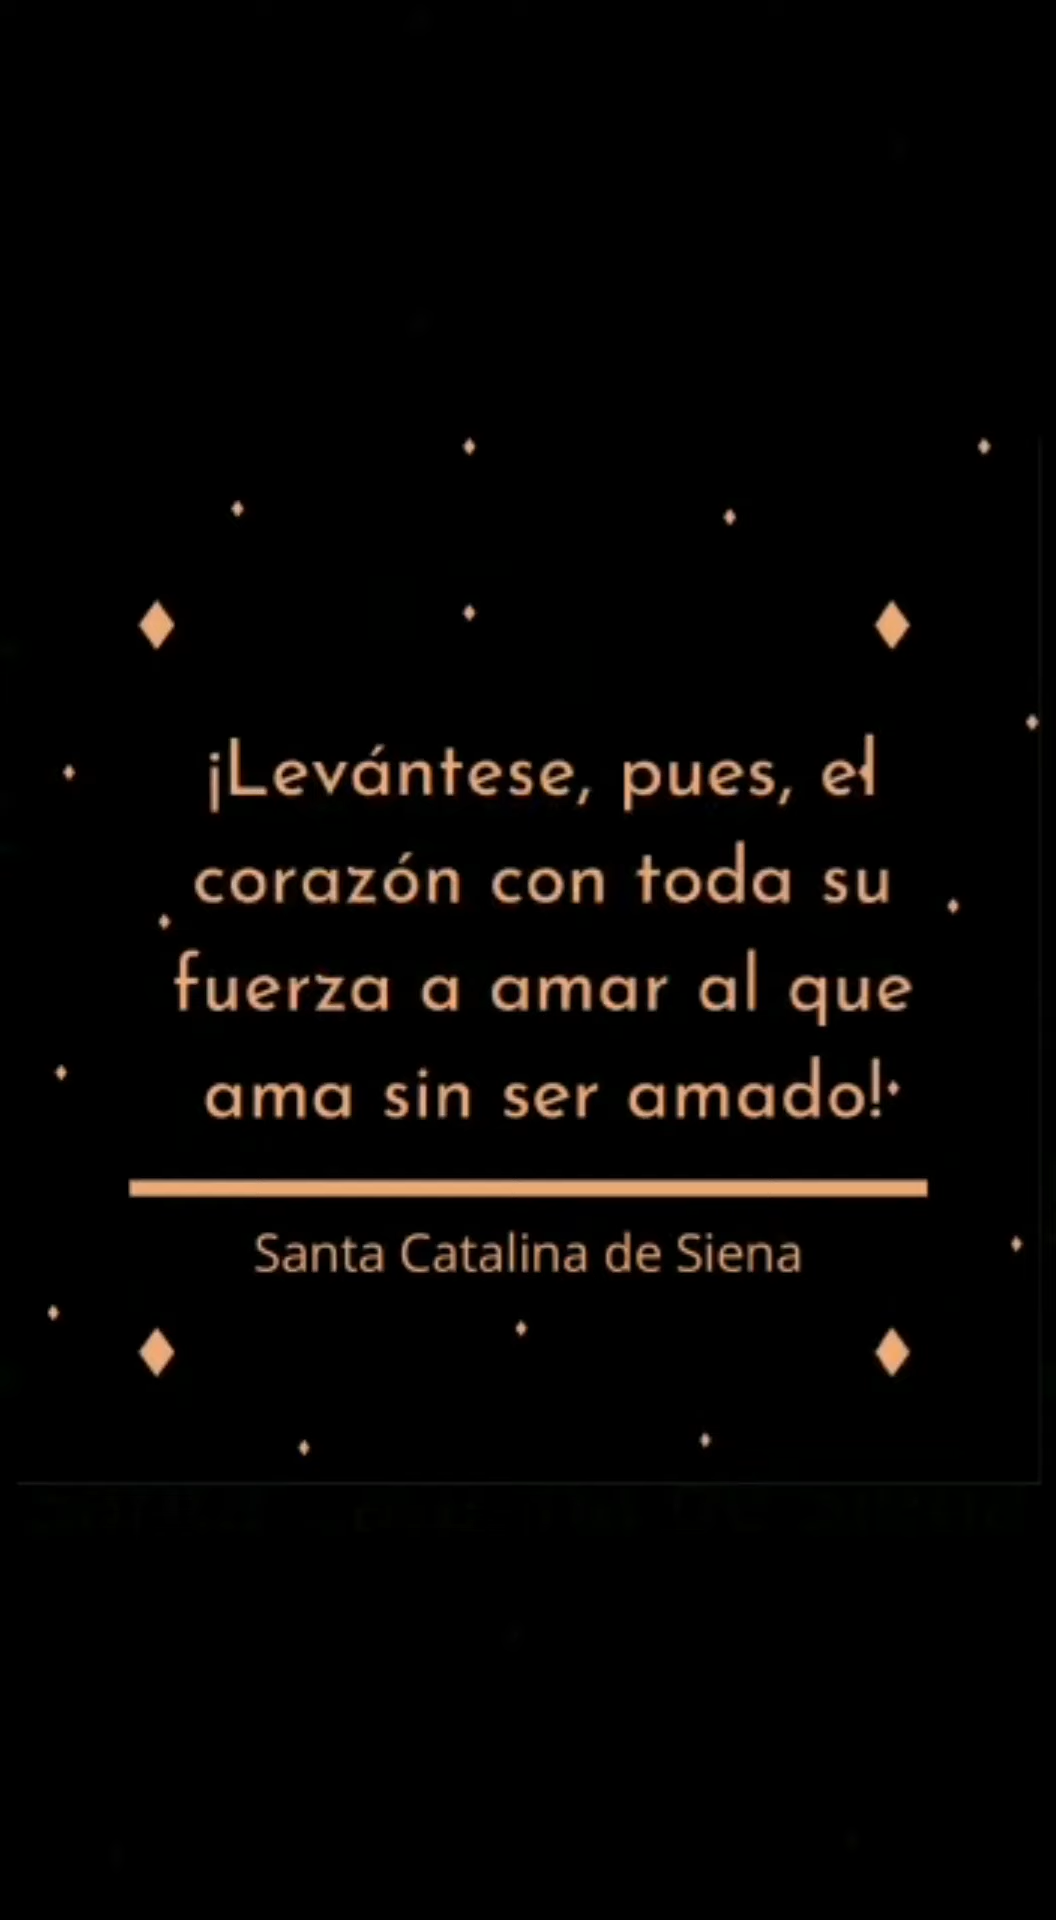 ¡Levántese, pues, el
corazón con toda su
fuerza a amar al que
ama sin ser amado!
Santa Catalina de Siena